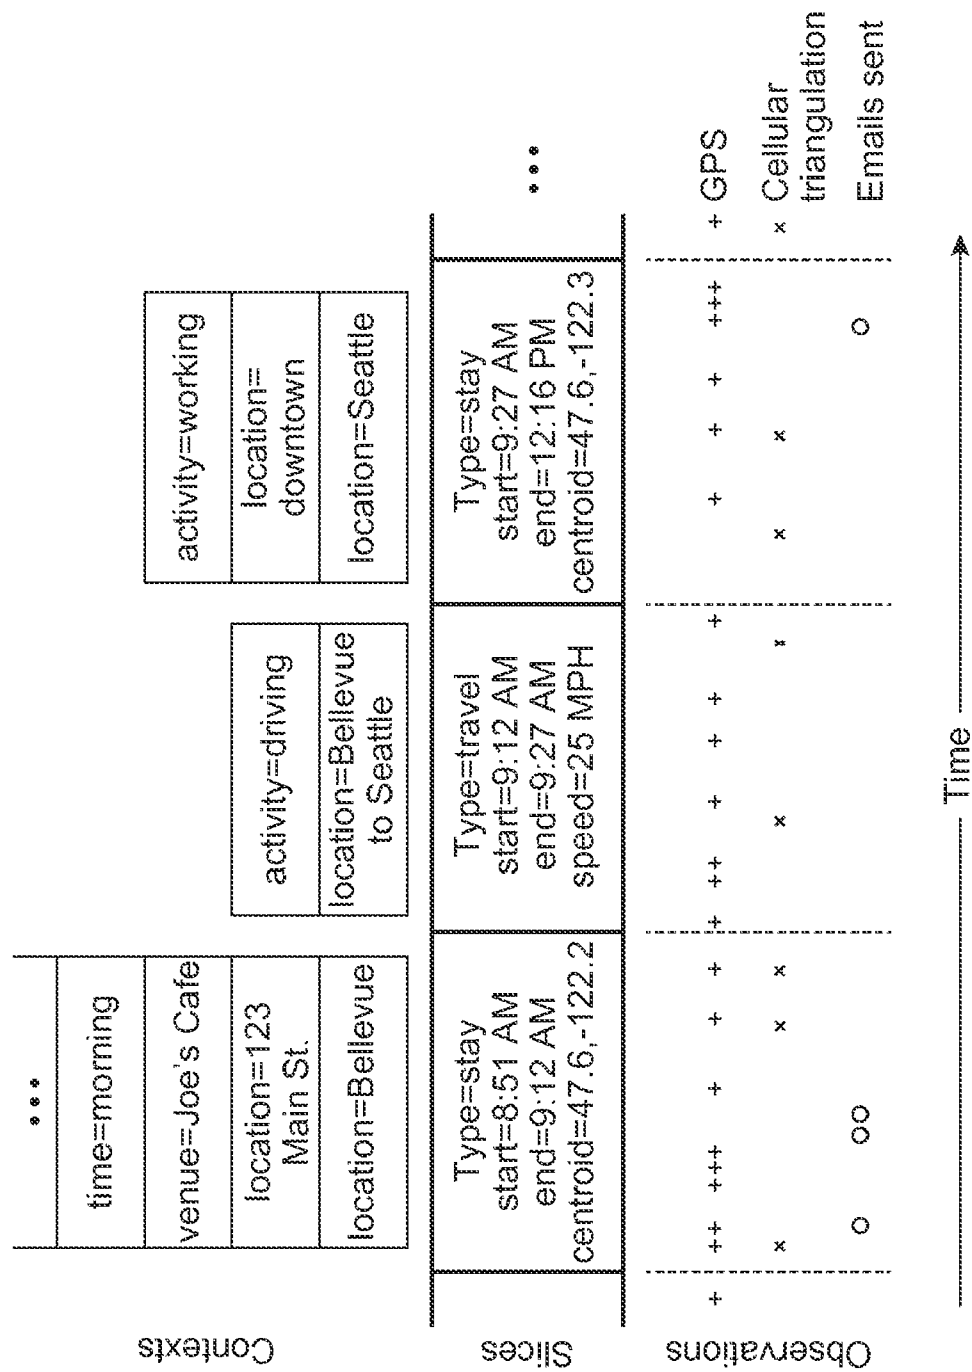 Contexts
•••
time=morning
venue=Joe's Cafe
location=123
Main St.
location=Bellevue
activity=driving
location=Bellevue
to Seattle
activity=working
location=
downtown
location=Seattle
Slices
Type=stay
start=8:51 AM
end=9:12 AM
centroid=47.6,-122.2
Type=travel
start=9:12 AM
end=9:27 AM
speed=25 MPH
Type=stay
start=9:27 AM
end=12:16 PM
centroid=47.6,-122.3
•••
Observations
GPS
Cellular
triangulation
Emails sent
Time